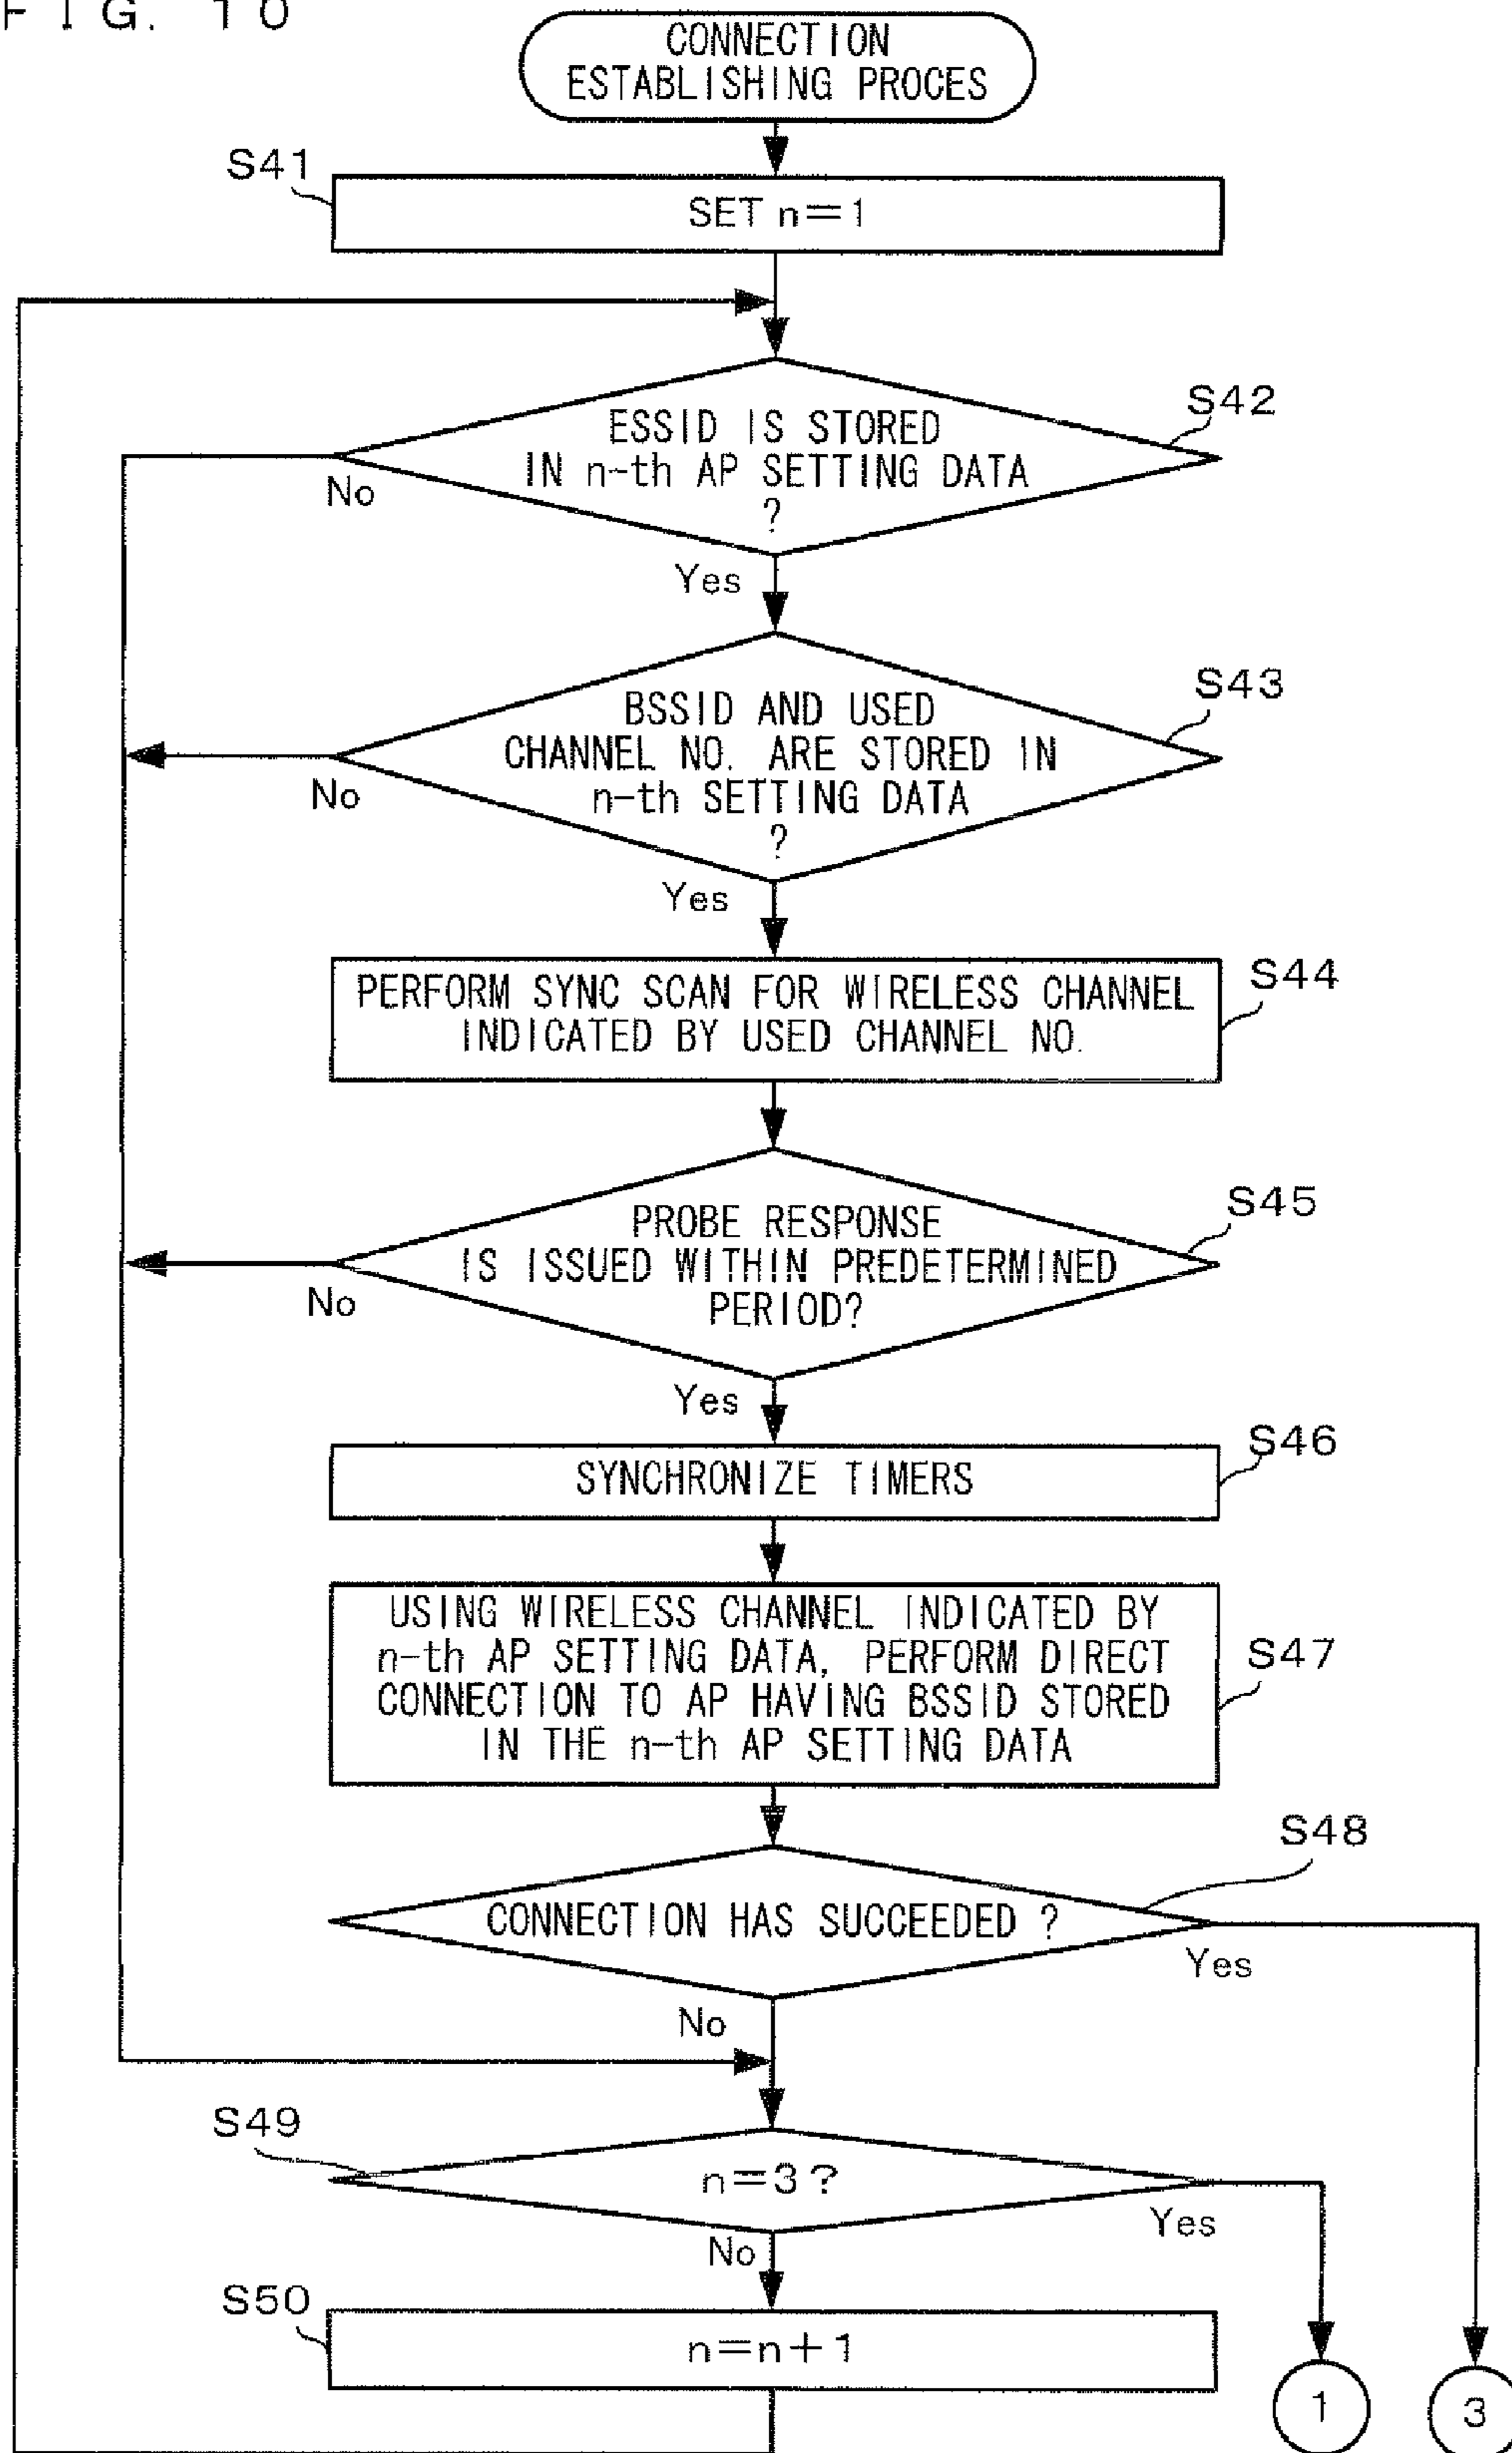 FIG. 10
CONNECTION
ESTABLISHING PROCES
S41
SET n=1
S42
ESSID IS STORED
IN n-th AP SETTING DATA
?
No
Yes
S43
BSSID AND USED
CHANNEL NO. ARE STORED IN
n-th SETTING DATA
?
No
Yes
S44
PERFORM SYNC SCAN FOR WIRELESS CHANNEL
INDICATED BY USED CHANNEL NO.
S45
PROBE RESPONSE
IS ISSUED WITHIN PREDETERMINED
PERIOD?
No
Yes
S46
SYNCHRONIZE TIMERS
USING WIRELESS CHANNEL INDICATED BY
n-th AP SETTING DATA, PERFORM DIRECT
CONNECTION TO AP HAVING BSSID STORED
IN THE n-th AP SETTING DATA
S47
S48
CONNECTION HAS SUCCEEDED ?
Yes
No
S49
n=3?
Yes
No
S50
n=n+1
1
3